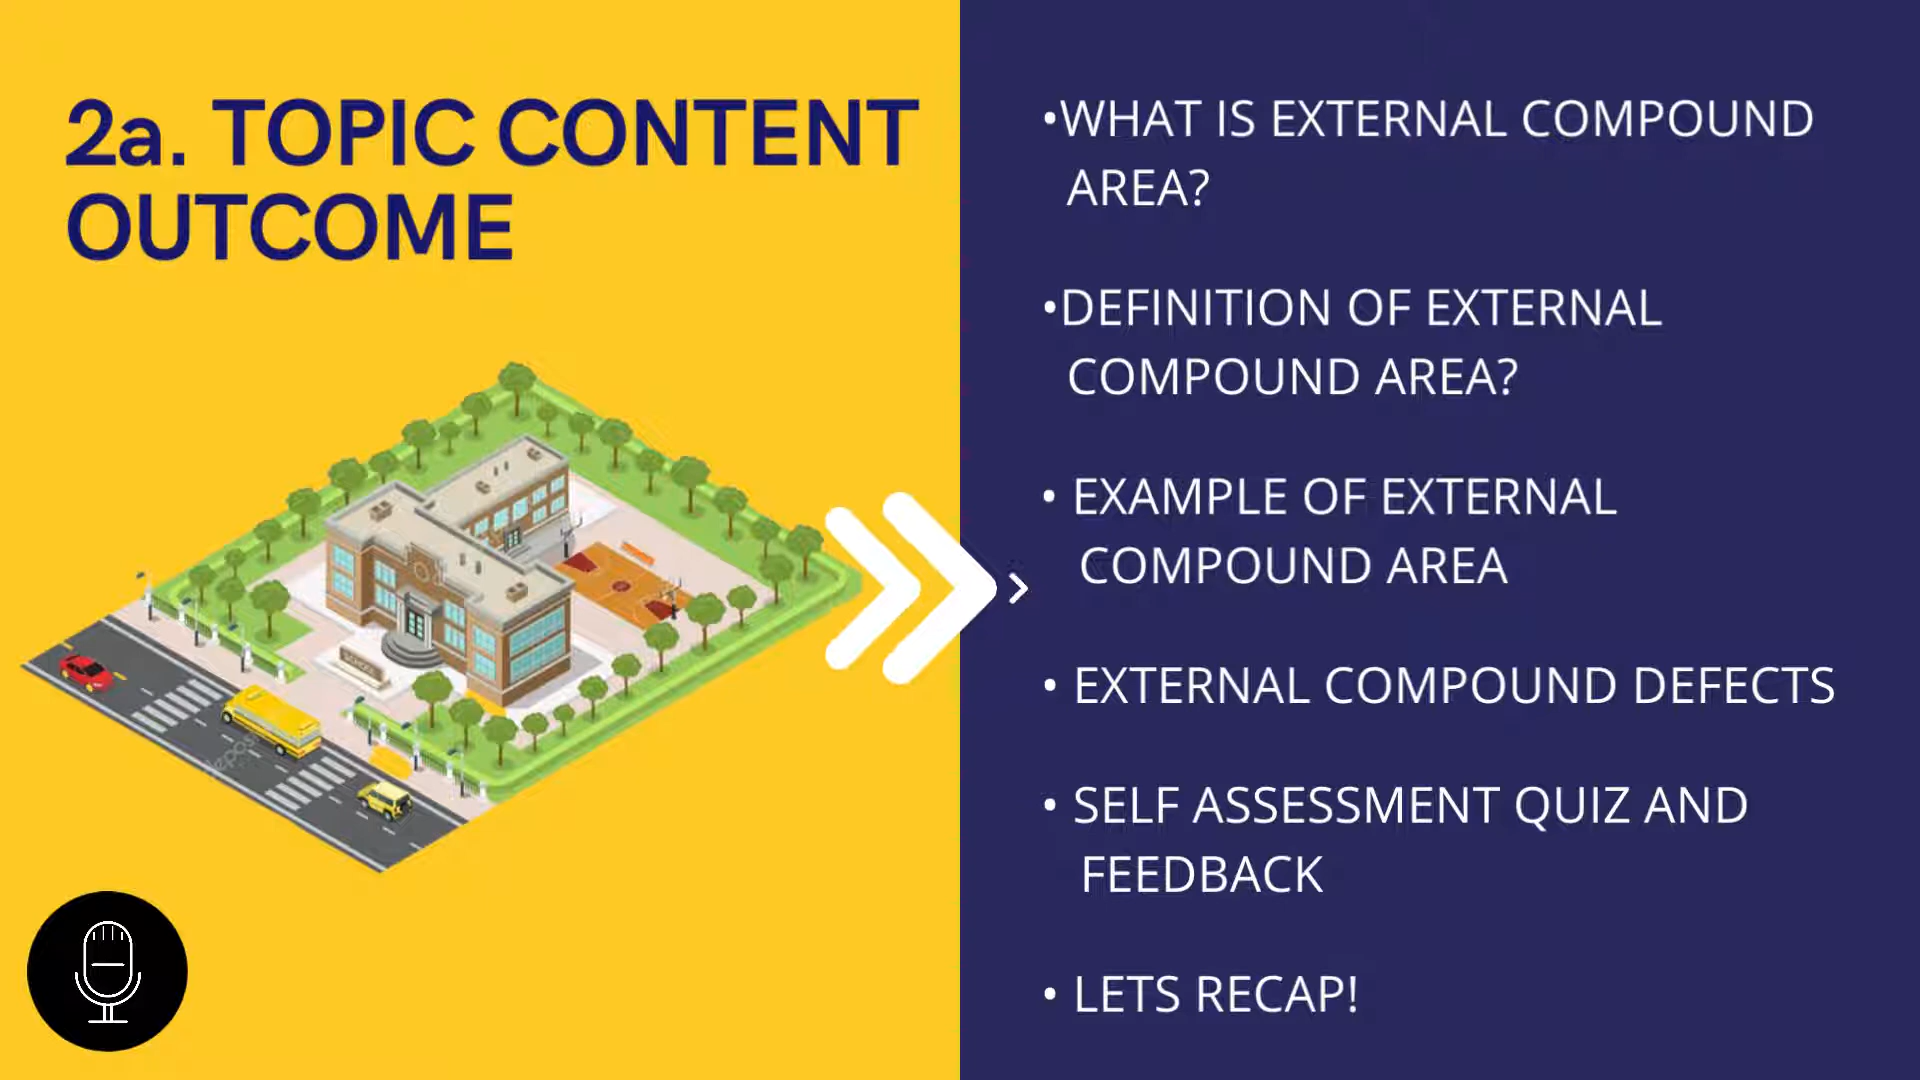 2a. TOPIC CONTENT
OUTCOME
•WHAT IS EXTERNAL COMPOUND
AREA?
•DEFINITION OF EXTERNAL
COMPOUND AREA?
• EXAMPLE OF EXTERNAL
COMPOUND AREA
• EXTERNAL COMPOUND DEFECTS
• SELF ASSESSMENT QUIZ AND
FEEDBACK
• LETS RECAP!
SCHOOL